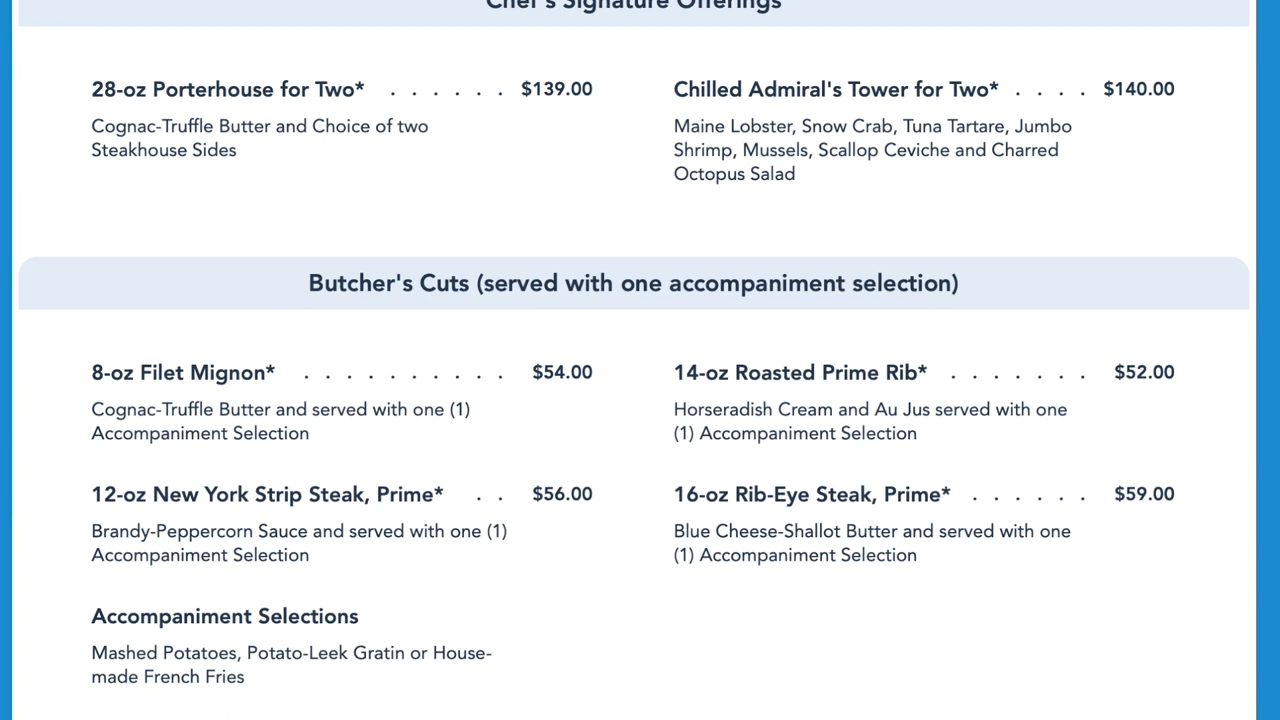 Chef's Signature Offerings
28-oz Porterhouse for Two* . . . . . . $139.00
Cognac-Truffle Butter and Choice of two
Steakhouse Sides
Chilled Admiral's Tower for Two* . . . . $140.00
Maine Lobster, Snow Crab, Tuna Tartare, Jumbo
Shrimp, Mussels, Scallop Ceviche and Charred
Octopus Salad
Butcher's Cuts (served with one accompaniment selection)
8-oz Filet Mignon* . . . . . . . . . . $54.00
Cognac-Truffle Butter and served with one (1)
Accompaniment Selection
14-oz Roasted Prime Rib* . . . . . . . $52.00
Horseradish Cream and Au Jus served with one
(1) Accompaniment Selection
12-oz New York Strip Steak, Prime* . . $56.00
Brandy-Peppercorn Sauce and served with one (1)
Accompaniment Selection
16-oz Rib-Eye Steak, Prime* . . . . . . $59.00
Blue Cheese-Shallot Butter and served with one
(1) Accompaniment Selection
Accompaniment Selections
Mashed Potatoes, Potato-Leek Gratin or House-
made French Fries